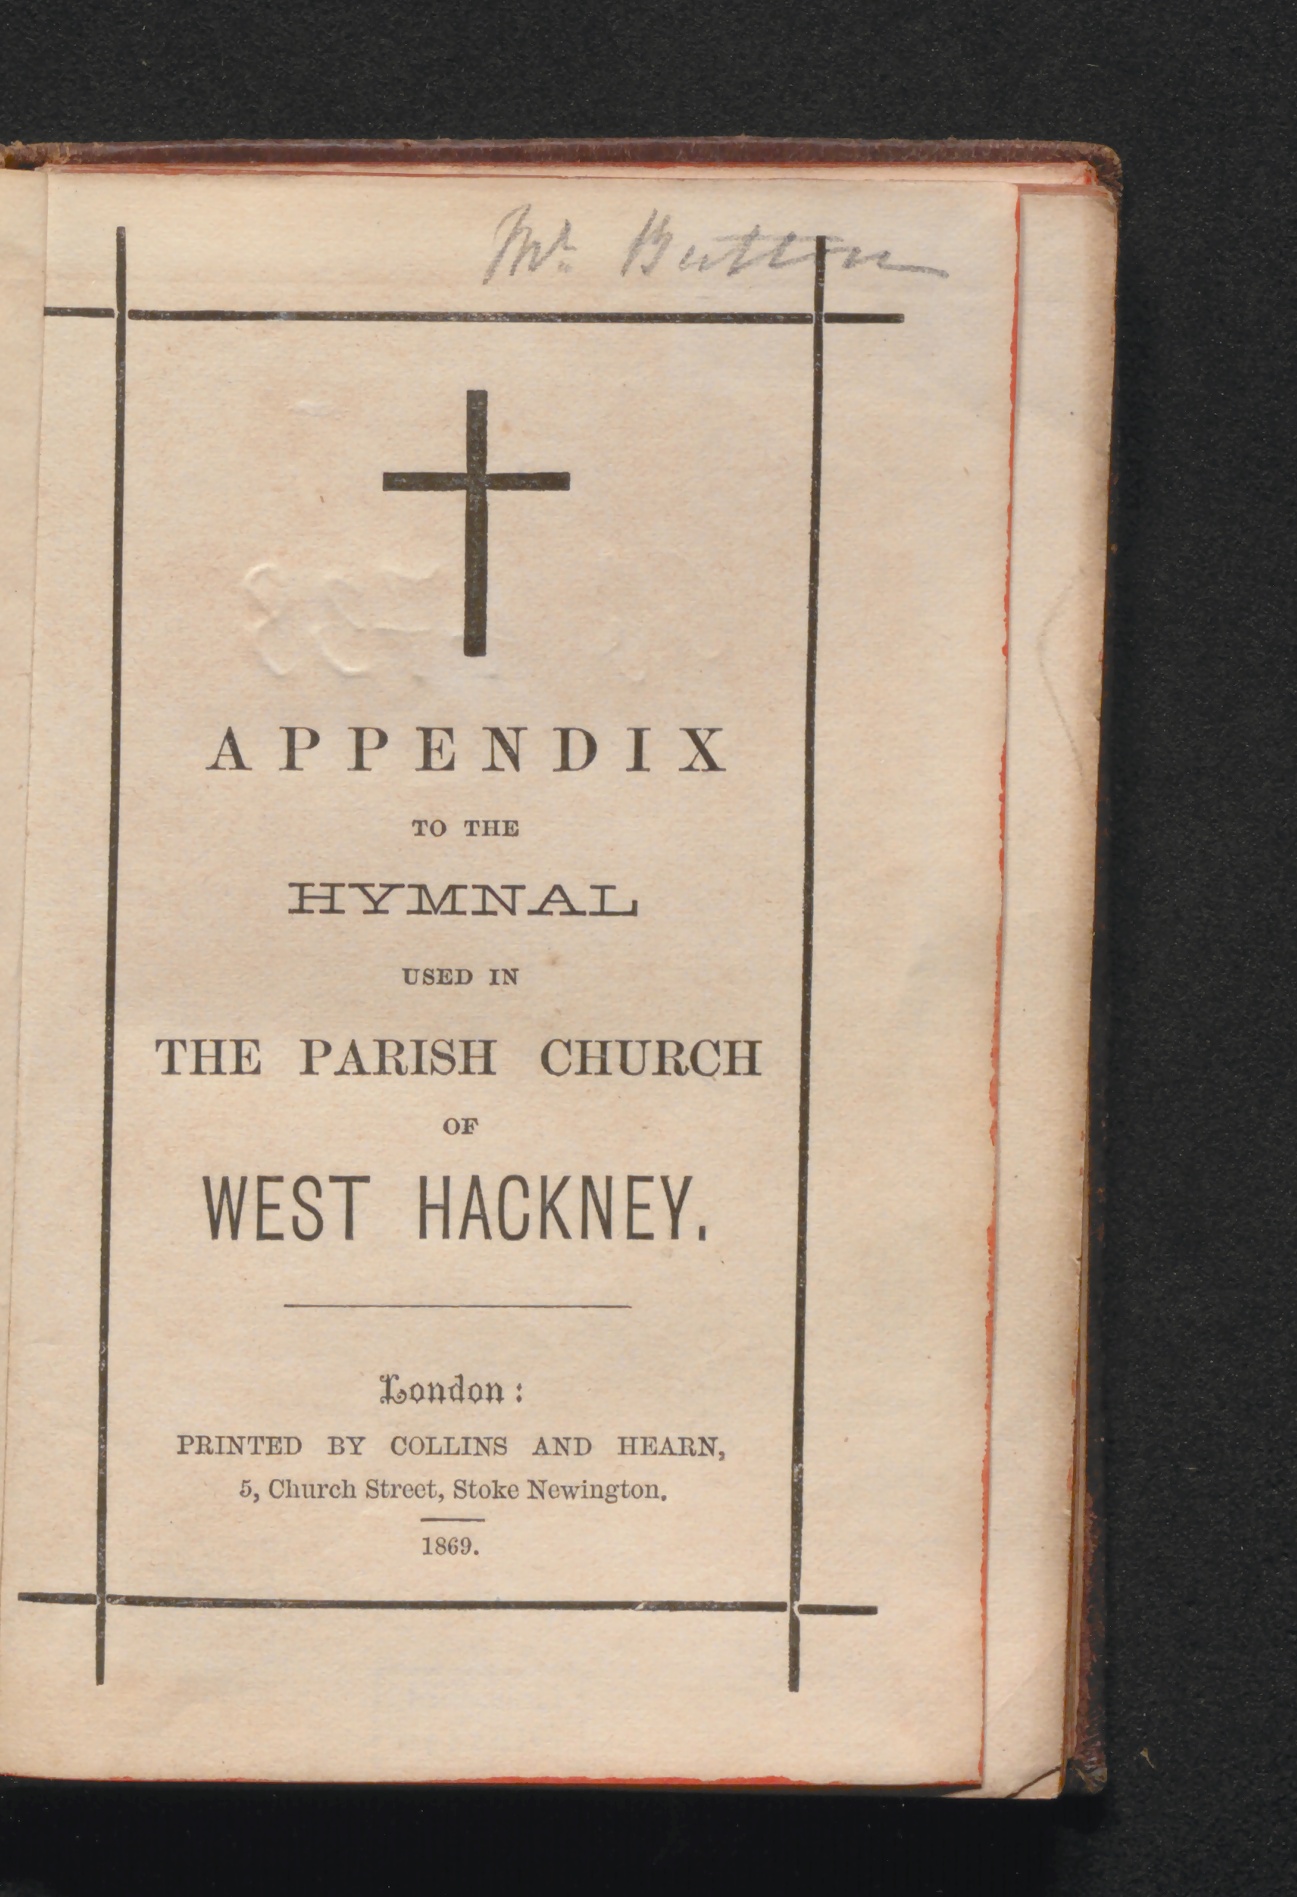 Mr. Button
APPENDIX
TO THE
HYMNAL
USED IN
THE PARISH CHURCH
OF
WEST HACKNEY.
London:
PRINTED BY COLLINS AND HEARN,
5, Church Street, Stoke Newington.
1869.